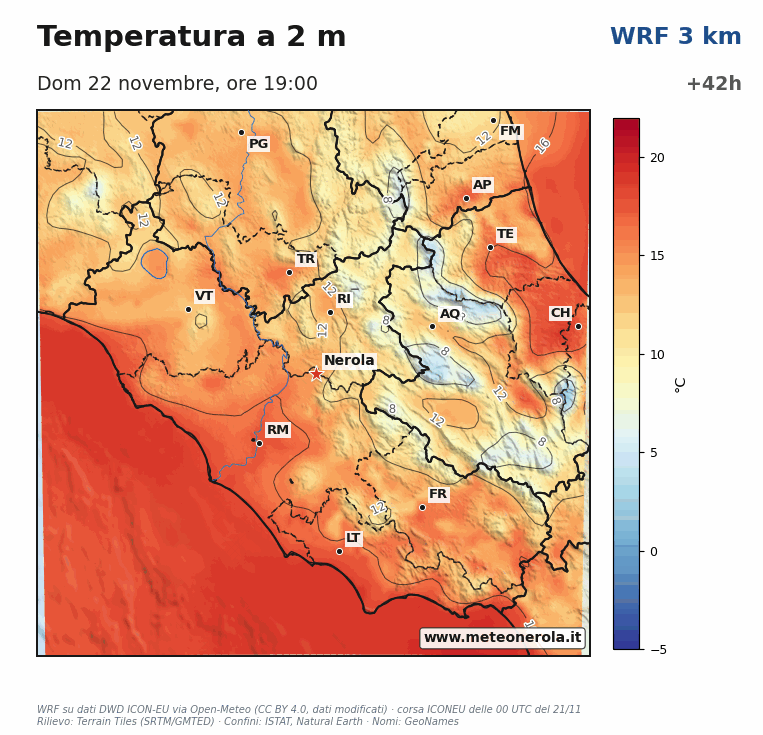 Temperatura a 2 m
WRF 3 km
Dom 22 novembre, ore 19:00
+42h
12
12
PG
12
FM
16
12
12
8
AP
TE
TR
12
RI
VT
12
8
AQ
CH
20
15
10
5
0
−5
°C
Nerola
8
12
8
8
12
8
RM
12
FR
LT
www.meteonerola.it
WRF su dati DWD ICON-EU via Open-Meteo (CC BY 4.0, dati modificati) · corsa ICONEU delle 00 UTC del 21/11
Rilievo: Terrain Tiles (SRTM/GMTED) · Confini: ISTAT, Natural Earth · Nomi: GeoNames